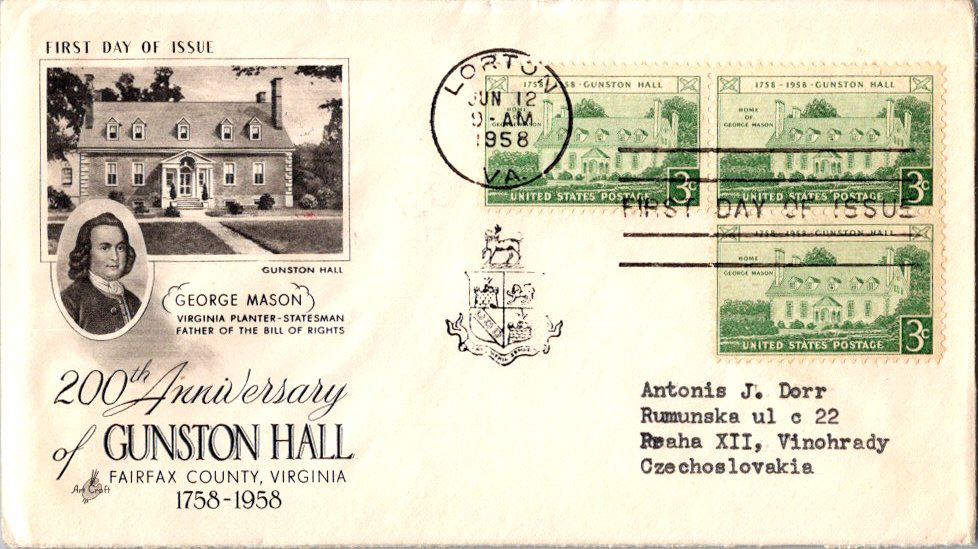 FIRST DAY OF ISSUE
GUNSTON HALL
GEORGE MASON
VIRGINIA PLANTER-STATESMAN
FATHER OF THE BILL OF RIGHTS
200th Anniversary
of GUNSTON HALL
FAIRFAX COUNTY, VIRGINIA
1758-1958
Art Craft
LORTON
JUN 12
9-AM
1958
VA.
58-GUNSTON HALL
HOME
GEORGE MASON
UNITED STATES POSTAGE 3c
1758-1958-GUNSTON HALL
HOME
OF
GEORGE MASON
UNITED STATES POSTAGE 3c
FIRST DAY OF ISSUE
1758-1958-GUNSTON HALL
HOME
GEORGE MASON
UNITED STATES POSTAGE 3c
Antonis J. Dorr
Rumunska ul c 22
Praha XII, Vinohrady
Czechoslovakia